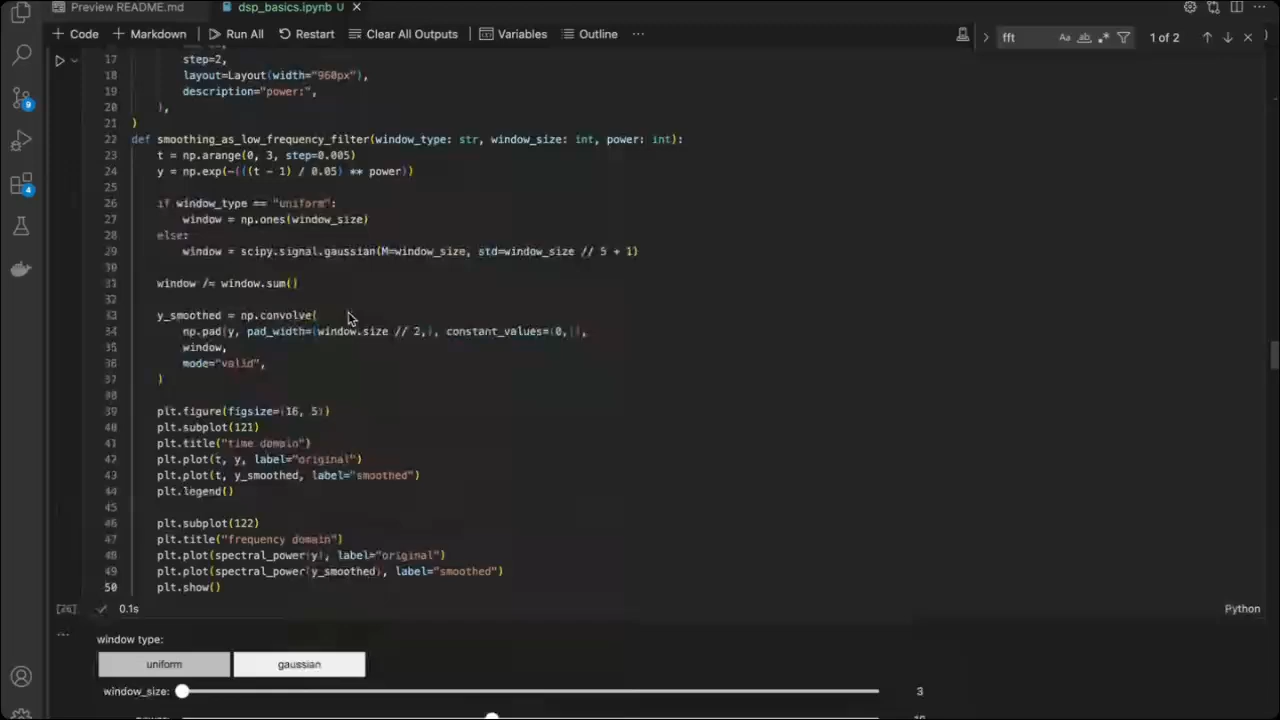 Preview README.md dsp_basics.ipynb U
+ Code + Markdown Run All Restart Clear All Outputs Variables Outline ...
fft Aa ab 1 of 2
17 step=2,
18 layout=Layout(width="960px"),
19 description="power:",
20 ),
21 )
22 def smoothing_as_low_frequency_filter(window_type: str, window_size: int, power: int):
23 t = np.arange(0, 3, step=0.005)
24 y = np.exp(-(((t - 1) / 0.05) ** power))
25
26 if window_type == "uniform":
27 window = np.ones(window_size)
28 else:
29 window = scipy.signal.gaussian(M=window_size, std=window_size // 5 + 1)
30
31 window /= window.sum()
32
33 y_smoothed = np.convolve(
34 np.pad(y, pad_width=(window.size // 2,), constant_values=(0,)),
35 window,
36 mode="valid",
37 )
38
39 plt.figure(figsize=(16, 5))
40 plt.subplot(121)
41 plt.title("time domain")
42 plt.plot(t, y, label="original")
43 plt.plot(t, y_smoothed, label="smoothed")
44 plt.legend()
45
46 plt.subplot(122)
47 plt.title("frequency domain")
48 plt.plot(spectral_power(y), label="original")
49 plt.plot(spectral_power(y_smoothed), label="smoothed")
50 plt.show()
[26] 0.1s Python
...
window type:
uniform gaussian
window_size: 3
9
4